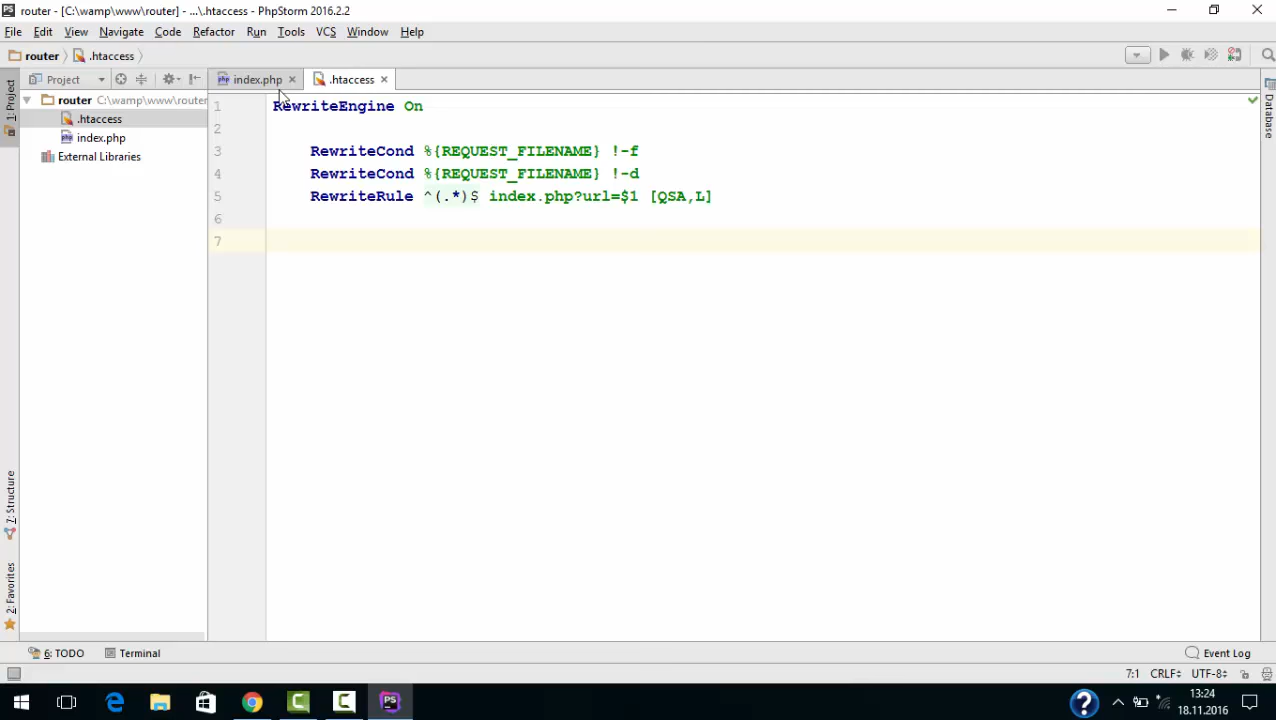 router - [C:\wamp\www\router] - ...\.htaccess - PhpStorm 2016.2.2
File Edit View Navigate Code Refactor Run Tools VCS Window Help
router .htaccess
Project index.php .htaccess
router C:\wamp\www\router
.htaccess
index.php
External Libraries
1 RewriteEngine On
2
3 RewriteCond %{REQUEST_FILENAME} !-f
4 RewriteCond %{REQUEST_FILENAME} !-d
5 RewriteRule ^(.*)$ index.php?url=$1 [QSA,L]
6
7
1: Project
7: Structure
2: Favorites
Database
6: TODO Terminal Event Log
7:1 CRLF UTF-8
PS
13:24
18.11.2016